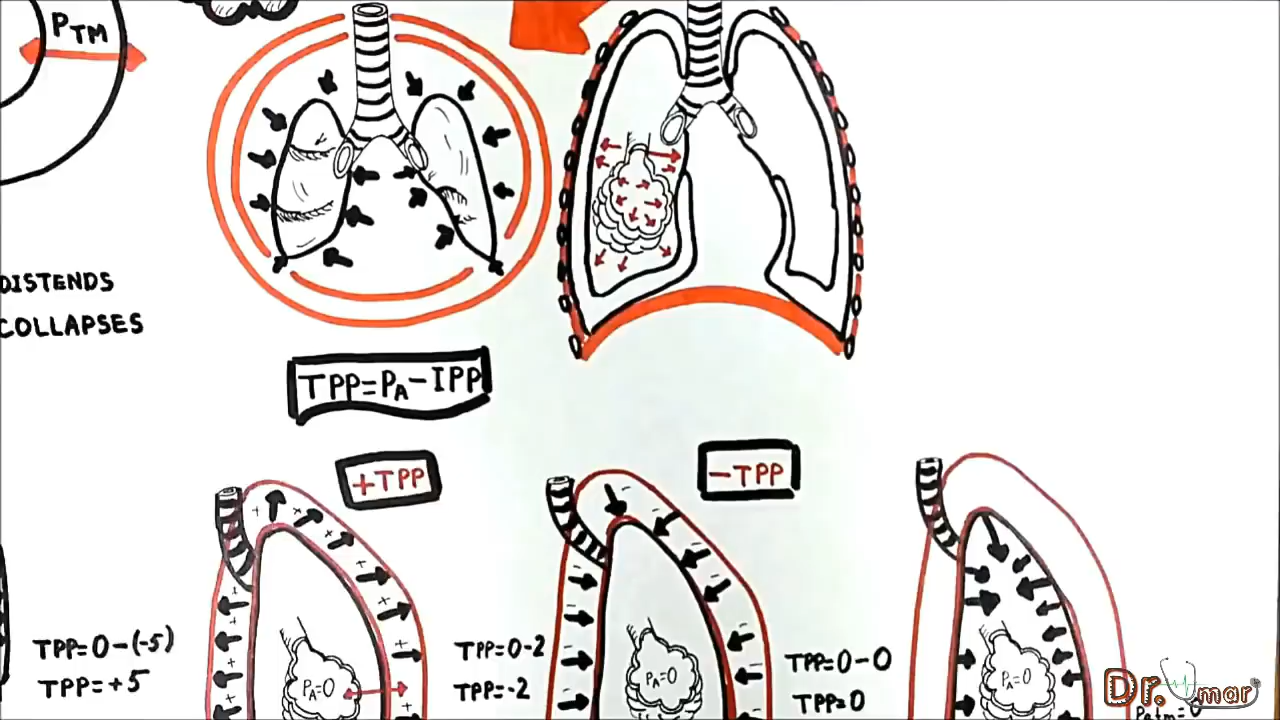 PTM
DISTENDS
COLLAPSES
TPP=PA-IPP
+TPP
-TPP
TPP=0-(-5)
TPP=+5
PA=0
TPP=0-2
TPP=-2
PA=0
TPP=0-0
TPP=0
PA=0
Dr. Umar